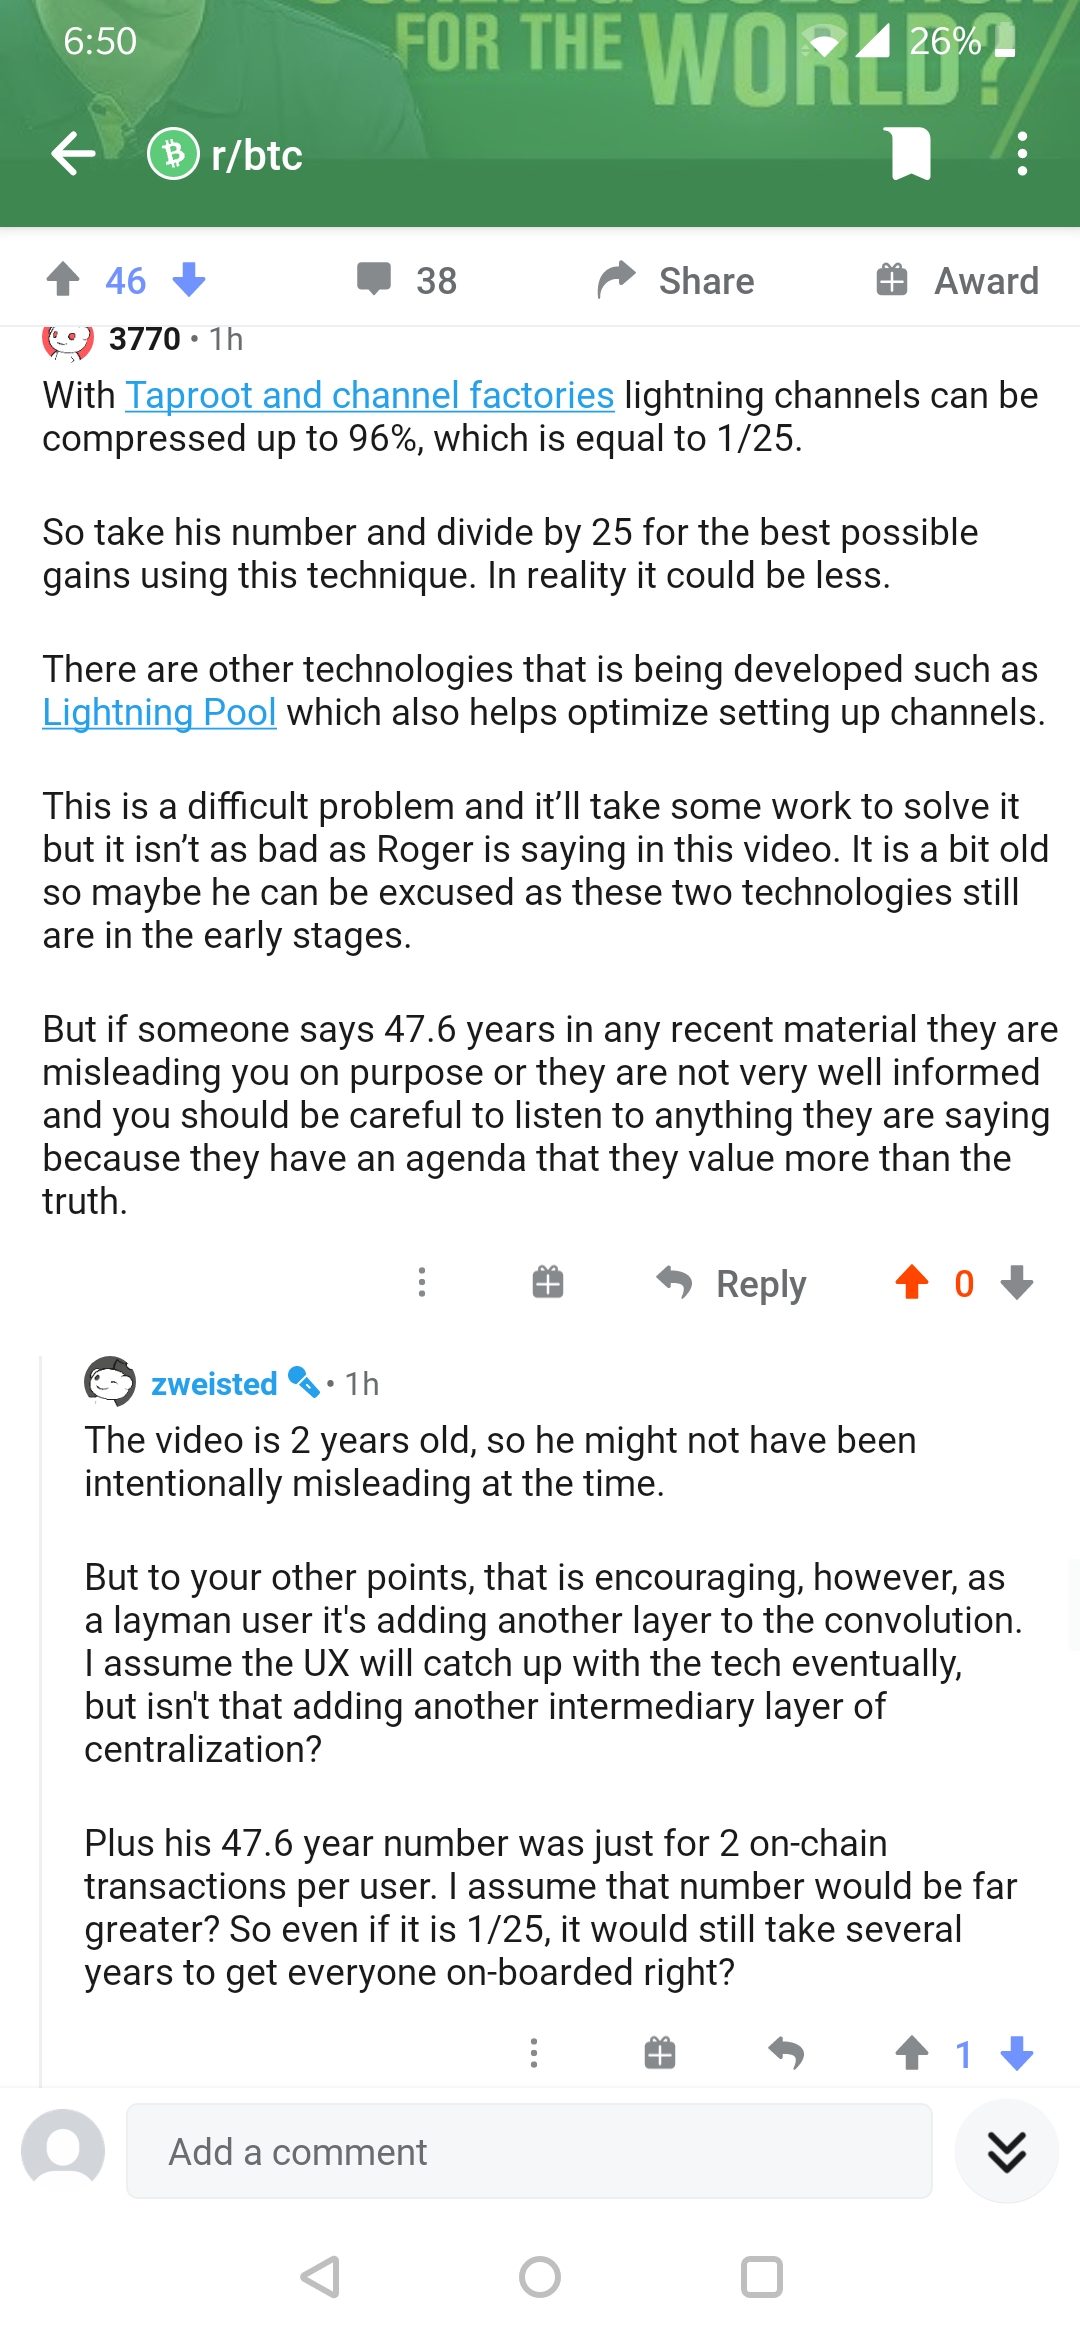 FOR THE WORLD?
6:50
26%
r/btc
46
38
Share
Award
3770 • 1h
With Taproot and channel factories lightning channels can be
compressed up to 96%, which is equal to 1/25.
So take his number and divide by 25 for the best possible
gains using this technique. In reality it could be less.
There are other technologies that is being developed such as
Lightning Pool which also helps optimize setting up channels.
This is a difficult problem and it’ll take some work to solve it
but it isn’t as bad as Roger is saying in this video. It is a bit old
so maybe he can be excused as these two technologies still
are in the early stages.
But if someone says 47.6 years in any recent material they are
misleading you on purpose or they are not very well informed
and you should be careful to listen to anything they are saying
because they have an agenda that they value more than the
truth.
Reply
0
zweisted • 1h
The video is 2 years old, so he might not have been
intentionally misleading at the time.
But to your other points, that is encouraging, however, as
a layman user it's adding another layer to the convolution.
I assume the UX will catch up with the tech eventually,
but isn't that adding another intermediary layer of
centralization?
Plus his 47.6 year number was just for 2 on-chain
transactions per user. I assume that number would be far
greater? So even if it is 1/25, it would still take several
years to get everyone on-boarded right?
1
Add a comment